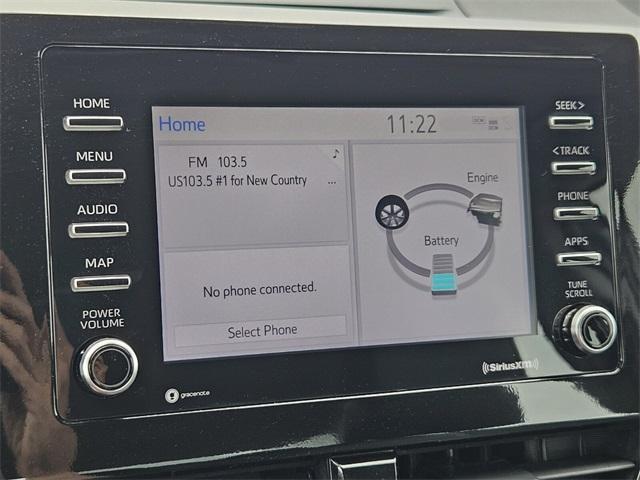 HOME
MENU
AUDIO
MAP
POWER
VOLUME
Home
11:22
DCM
FM 103.5
US103.5 #1 for New Country ...
No phone connected.
Select Phone
Engine
Battery
SEEK >
< TRACK
PHONE
APPS
TUNE
SCROLL
gracenote
SiriusXM